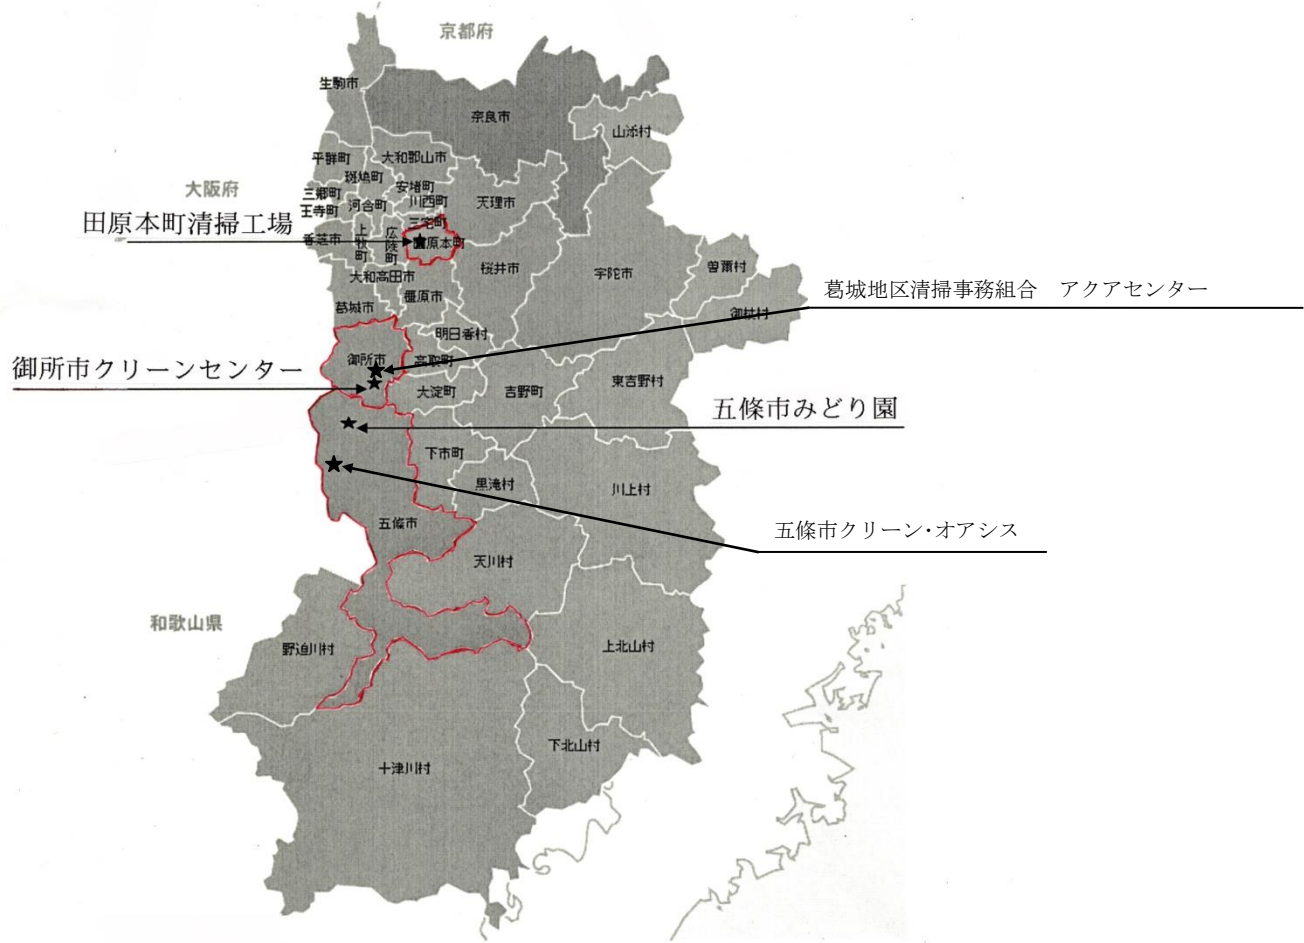 京都府
生駒市
奈良市
山添村
平群町
大和郡山市
斑鳩町
大阪府
三郷町
安堵町
川西町
天理市
王寺町
河合町
三宅町
田原本町清掃工場
香芝市
上牧町
広陵町
田原本町
桜井市
宇陀市
曽爾村
大和高田市
橿原市
葛城地区清掃事務組合 アクアセンター
葛城市
御杖村
明日香村
御所市
高取町
御所市クリーンセンター
大淀町
吉野町
東吉野村
五條市みどり園
下市町
黒滝村
川上村
五條市
五條市クリーン・オアシス
天川村
和歌山県
野迫川村
上北山村
下北山村
十津川村